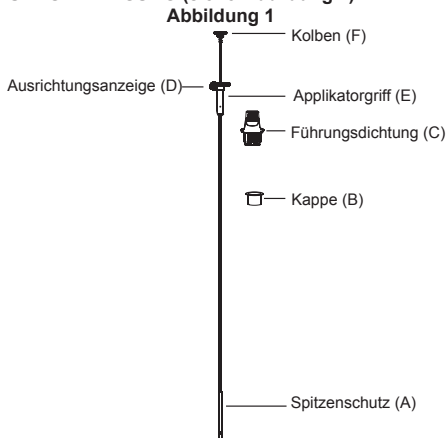 Abbildung 1
Kolben (F)
Ausrichtungsanzeige (D)
Applikatorgriff (E)
Führungsdichtung (C)
Kappe (B)
Spitzenschutz (A)